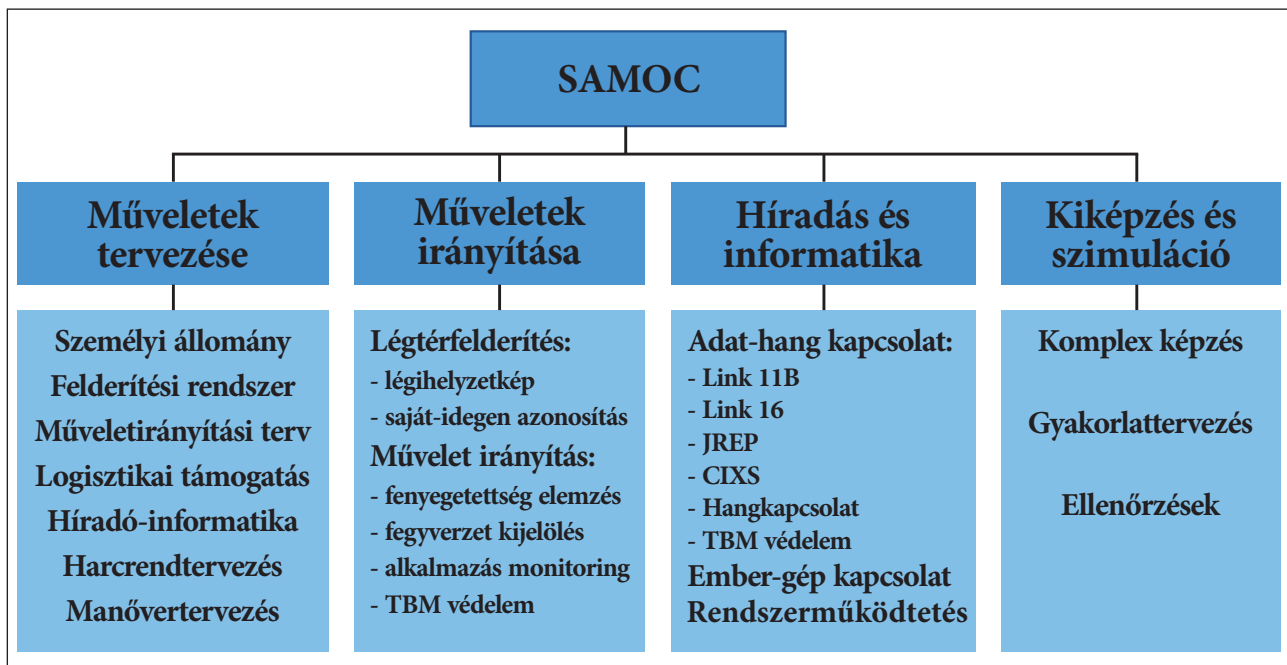 SAMOC
Műveletek
tervezése
Személyi állomány
Felderítési rendszer
Műveletirányítási terv
Logisztikai támogatás
Híradó-informatika
Harcrendtervezés
Manővertervezés
Műveletek
irányítása
Légtérfelderítés:
- légihelyzetkép
- saját-idegen azonosítás
Művelet irányítás:
- fenyegetettség elemzés
- fegyverzet kijelölés
- alkalmazás monitoring
- TBM védelem
Híradás és
informatika
Adat-hang kapcsolat:
- Link 11B
- Link 16
- JREP
- CIXS
- Hangkapcsolat
- TBM védelem
Ember-gép kapcsolat
Rendszerműködtetés
Kiképzés és
szimuláció
Komplex képzés
Gyakorlattervezés
Ellenőrzések